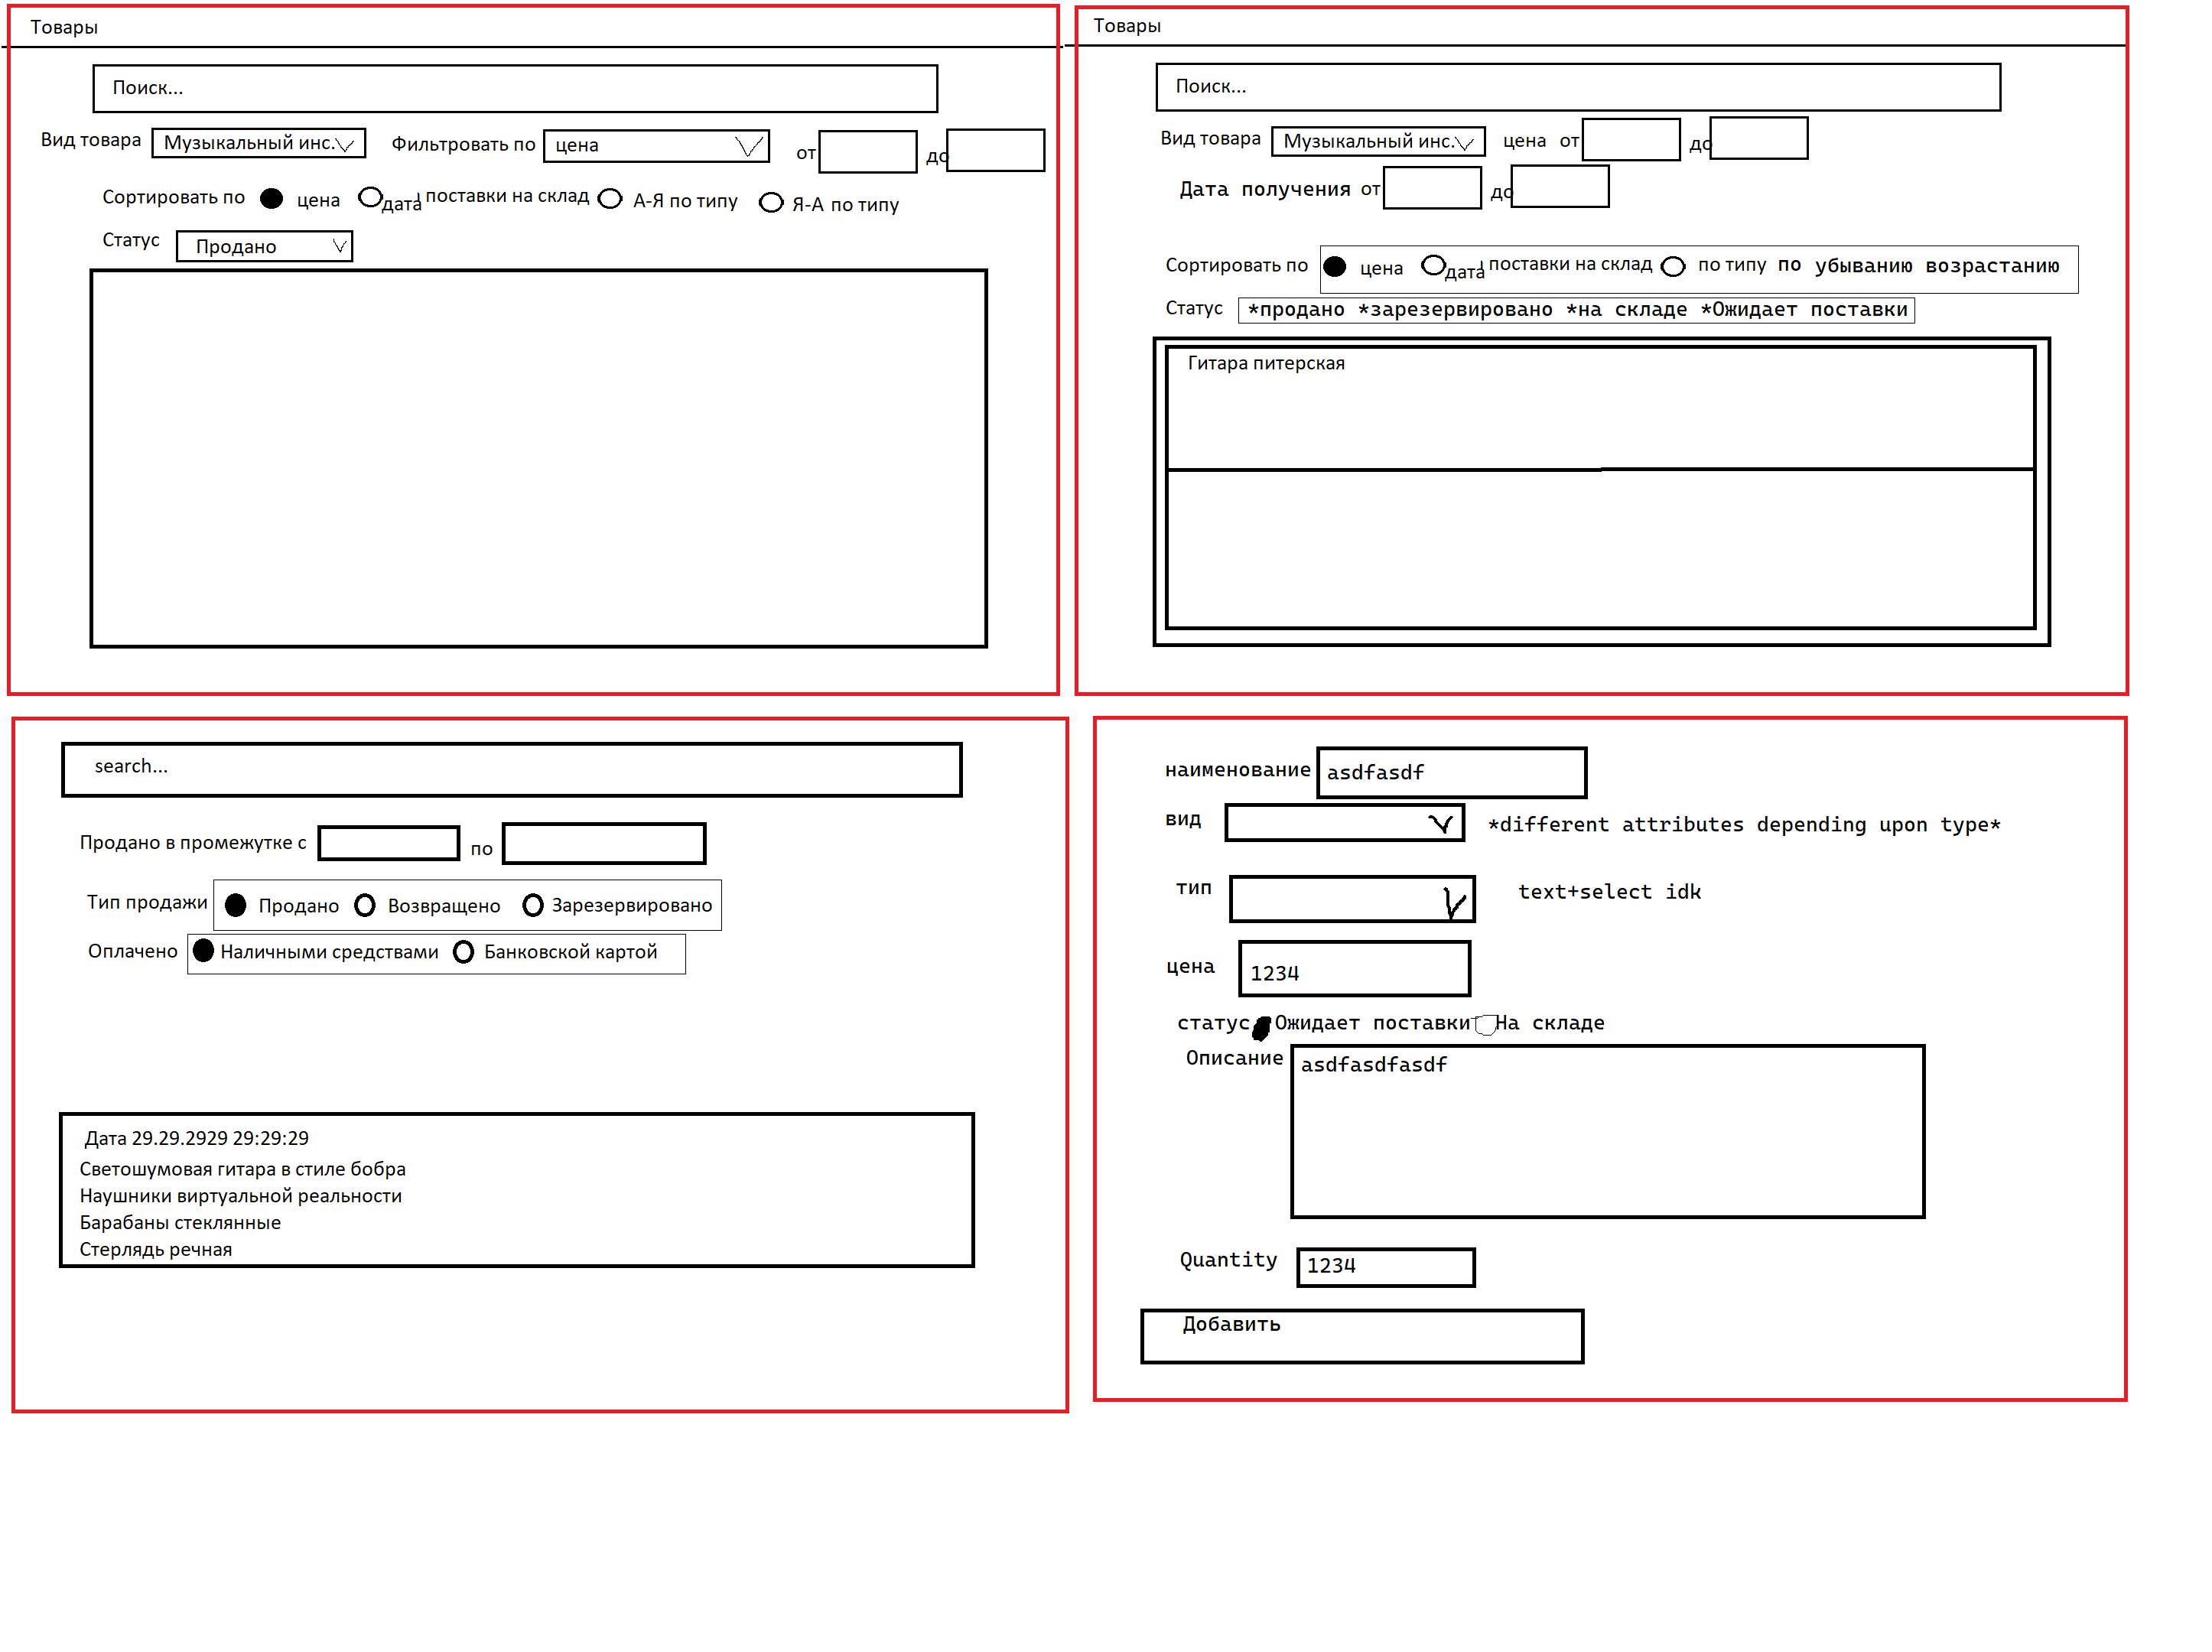 Товары
Поиск...
Вид товара Музыкальный инс. Фильтровать по цена от до
Сортировать по цена дата поставки на склад А-Я по типу Я-А по типу
Статус Продано
Товары
Поиск...
Вид товара Музыкальный инс. цена от до
Дата получения от до
Сортировать по цена дата поставки на склад по типу по убыванию возрастанию
Статус *продано *зарезервировано *на складе *Ожидает поставки
Гитара питерская
search...
Продано в промежутке с по
Тип продажи Продано Возвращено Зарезервировано
Оплачено Наличными средствами Банковской картой
Дата 29.29.2929 29:29:29
Светошумовая гитара в стиле бобра
Наушники виртуальной реальности
Барабаны стеклянные
Стерлядь речная
наименование asdfasdf
вид *different attributes depending upon type*
тип text+select idk
цена 1234
статус Ожидает поставки На складе
Описание asdfasdfasdf
Quantity 1234
Добавить